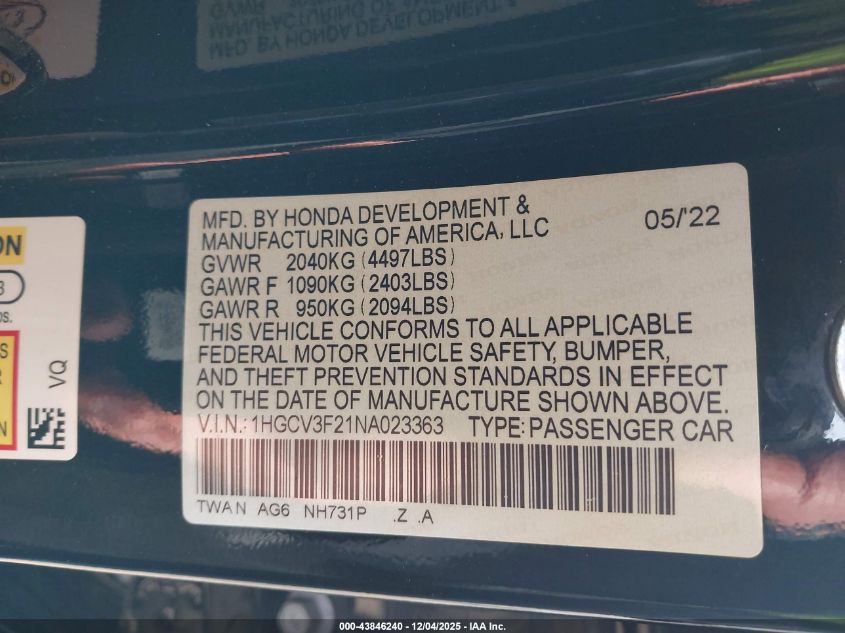 MFD. BY HONDA DEVELOPMENT &
MANUFACTURING OF AMERICA, LLC
05/'22
GVWR 2040KG (4497LBS)
GAWR F 1090KG (2403LBS)
GAWR R 950KG (2094LBS)
THIS VEHICLE CONFORMS TO ALL APPLICABLE
FEDERAL MOTOR VEHICLE SAFETY, BUMPER,
AND THEFT PREVENTION STANDARDS IN EFFECT
ON THE DATE OF MANUFACTURE SHOWN ABOVE.
V.I.N.: 1HGCV3F21NA023363 TYPE: PASSENGER CAR
TWAN AG6 NH731P .Z .A
VQ
000-43846240 - 12/04/2025 - IAA Inc.